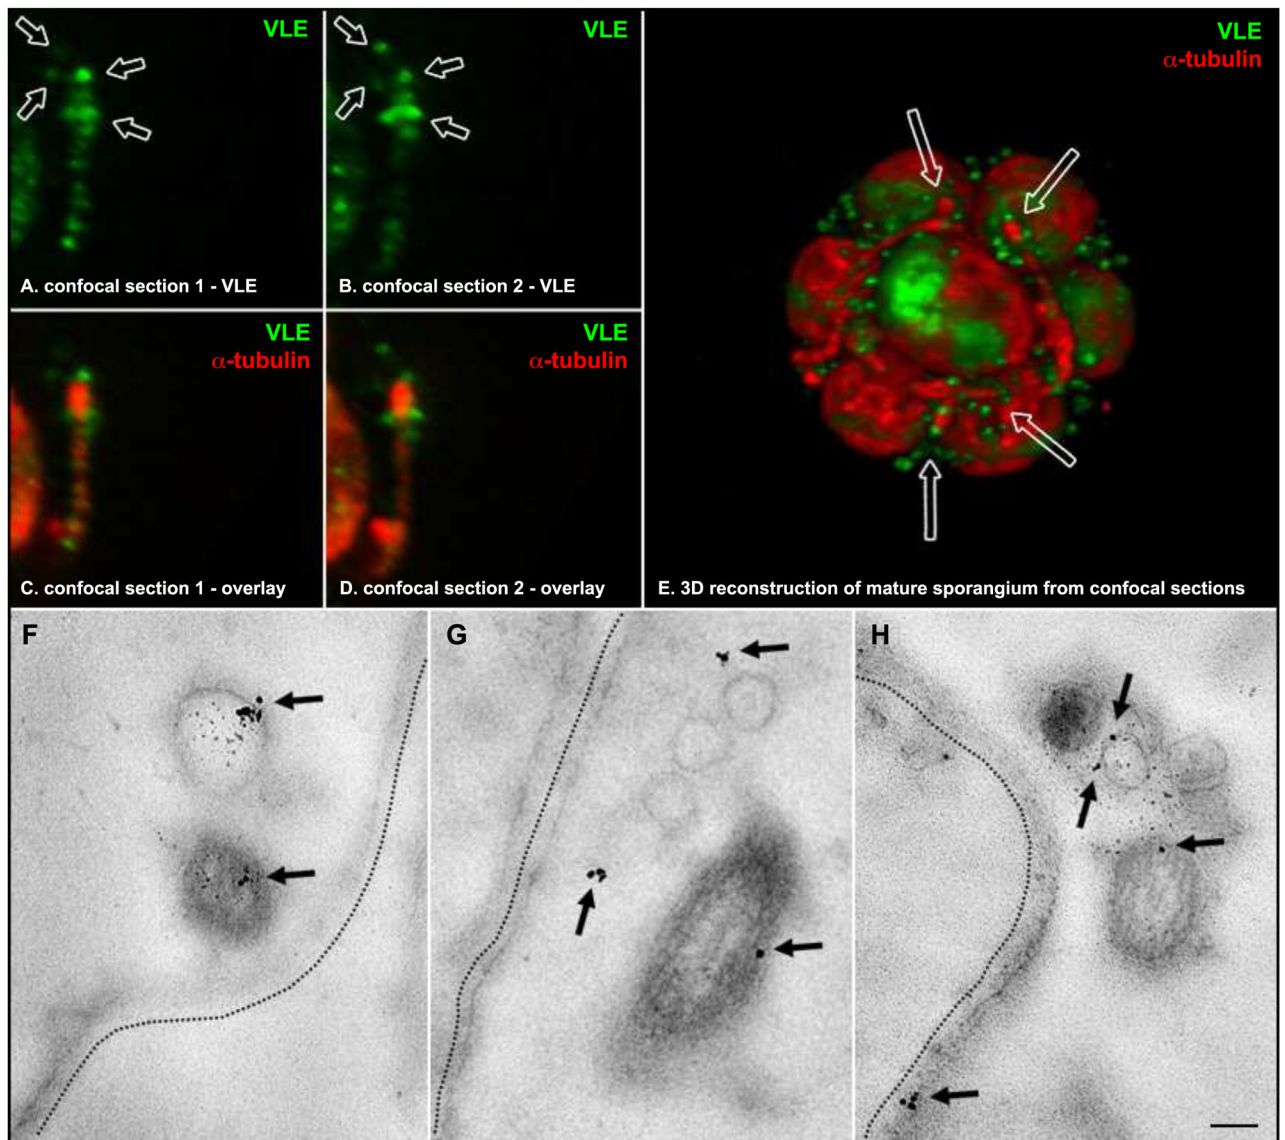 VLE
A. confocal section 1 - VLE
VLE
B. confocal section 2 - VLE
VLE
α-tubulin
C. confocal section 1 - overlay
VLE
α-tubulin
D. confocal section 2 - overlay
VLE
α-tubulin
E. 3D reconstruction of mature sporangium from confocal sections
F
G
H